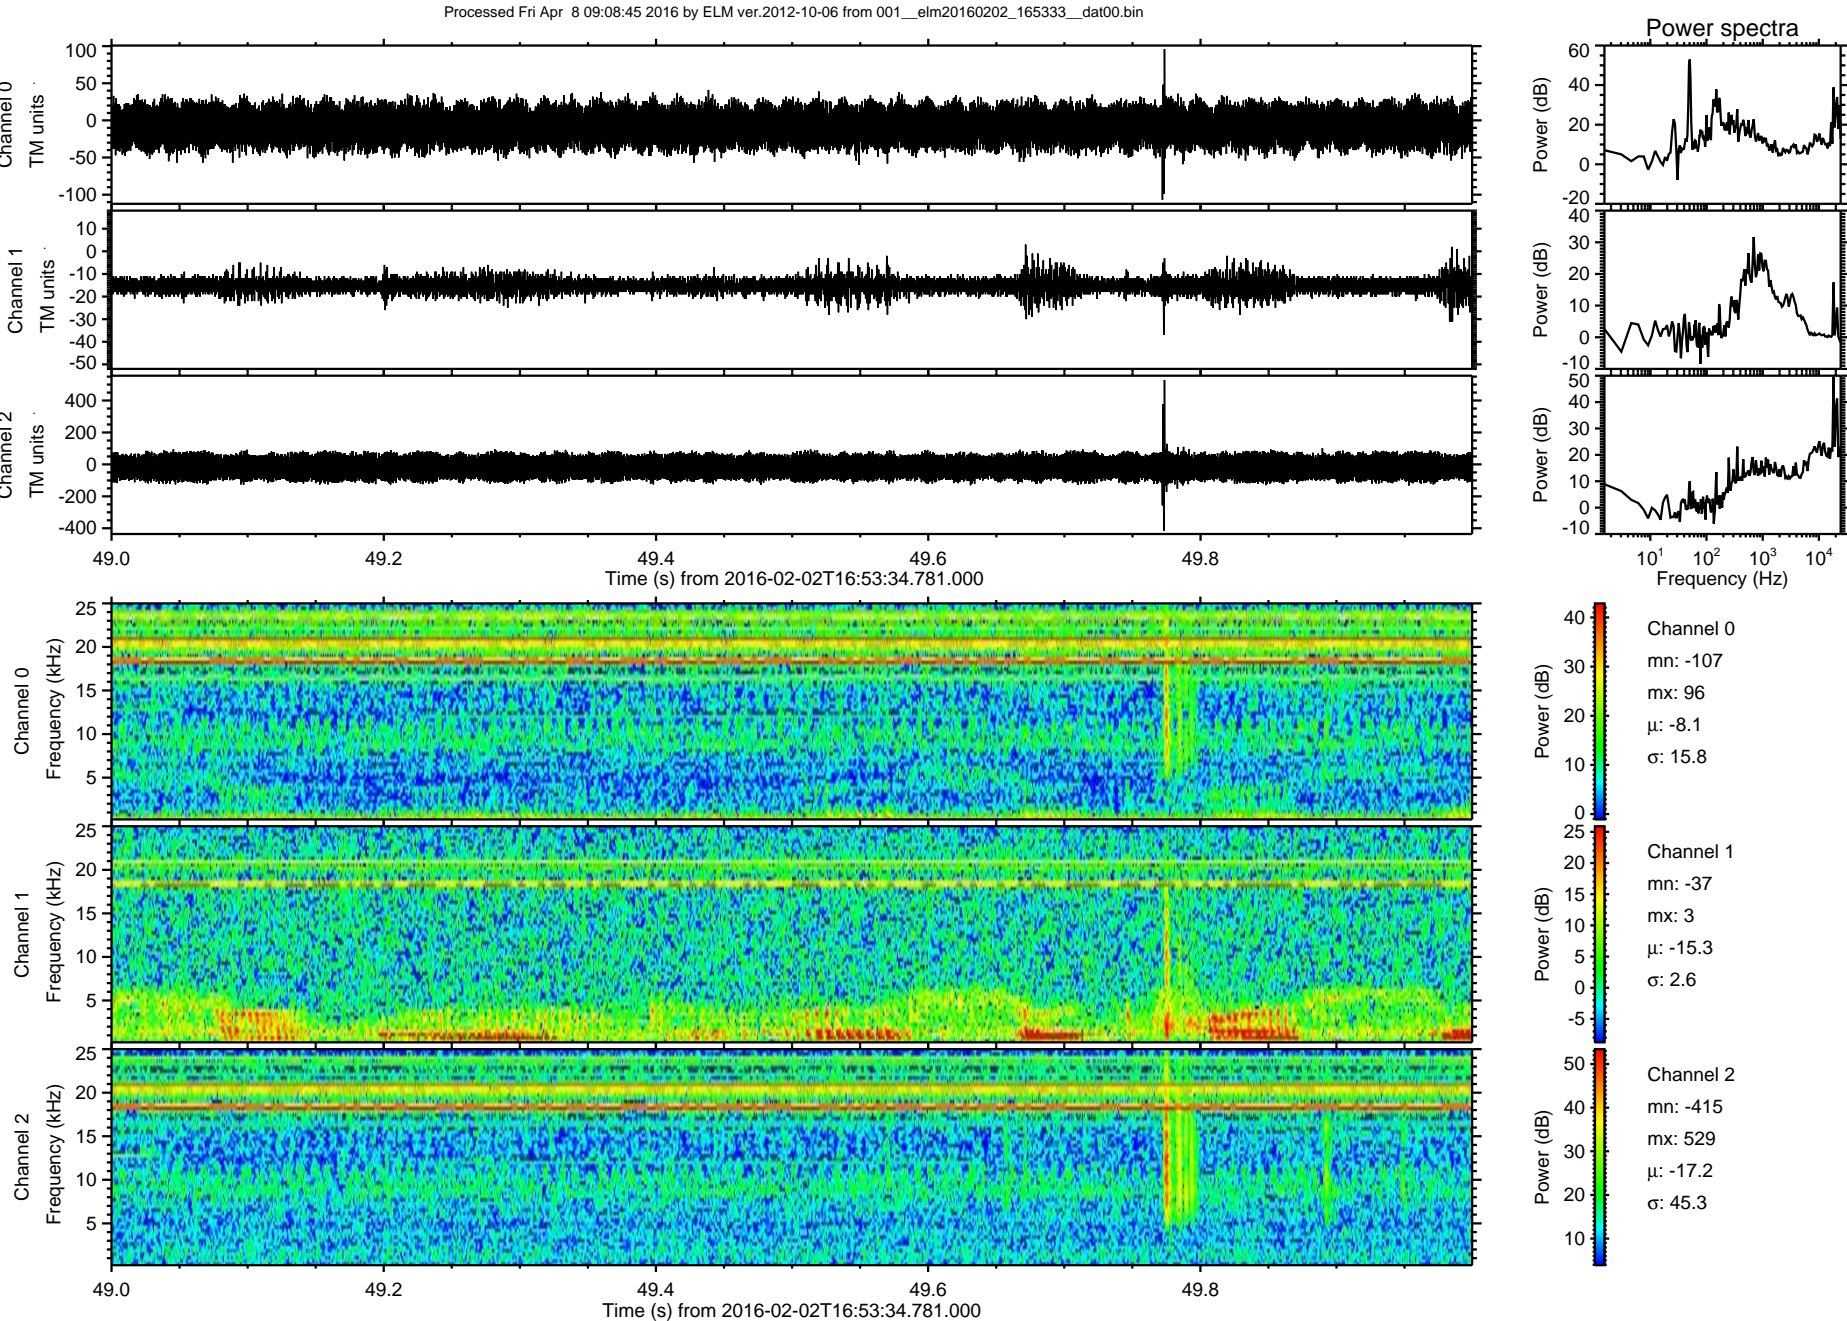 Processed Fri Apr 8 09:08:45 2016 by ELM ver.2012-10-06 from 001__elm20160202_165333__dat00.bin
Power spectra
Channel 0
TM units
100
50
0
-50
-100
Power (dB)
60
40
20
0
-20
Channel 1
TM units
10
0
-10
-20
-30
-40
-50
Power (dB)
40
30
20
10
0
-10
Channel 2
TM units
400
200
0
-200
-400
Power (dB)
50
40
30
20
10
0
-10
49.0 49.2 49.4 49.6 49.8
Time (s) from 2016-02-02T16:53:34.781.000
10¹ 10² 10³ 10⁴
Frequency (Hz)
Channel 0
Frequency (kHz)
25
20
15
10
5
Power (dB)
40
30
20
10
0
Channel 0
mn: -107
mx: 96
μ: -8.1
σ: 15.8
Channel 1
Frequency (kHz)
25
20
15
10
5
Power (dB)
25
20
15
10
5
0
-5
Channel 1
mn: -37
mx: 3
μ: -15.3
σ: 2.6
Channel 2
Frequency (kHz)
25
20
15
10
5
Power (dB)
50
40
30
20
10
Channel 2
mn: -415
mx: 529
μ: -17.2
σ: 45.3
49.0 49.2 49.4 49.6 49.8
Time (s) from 2016-02-02T16:53:34.781.000